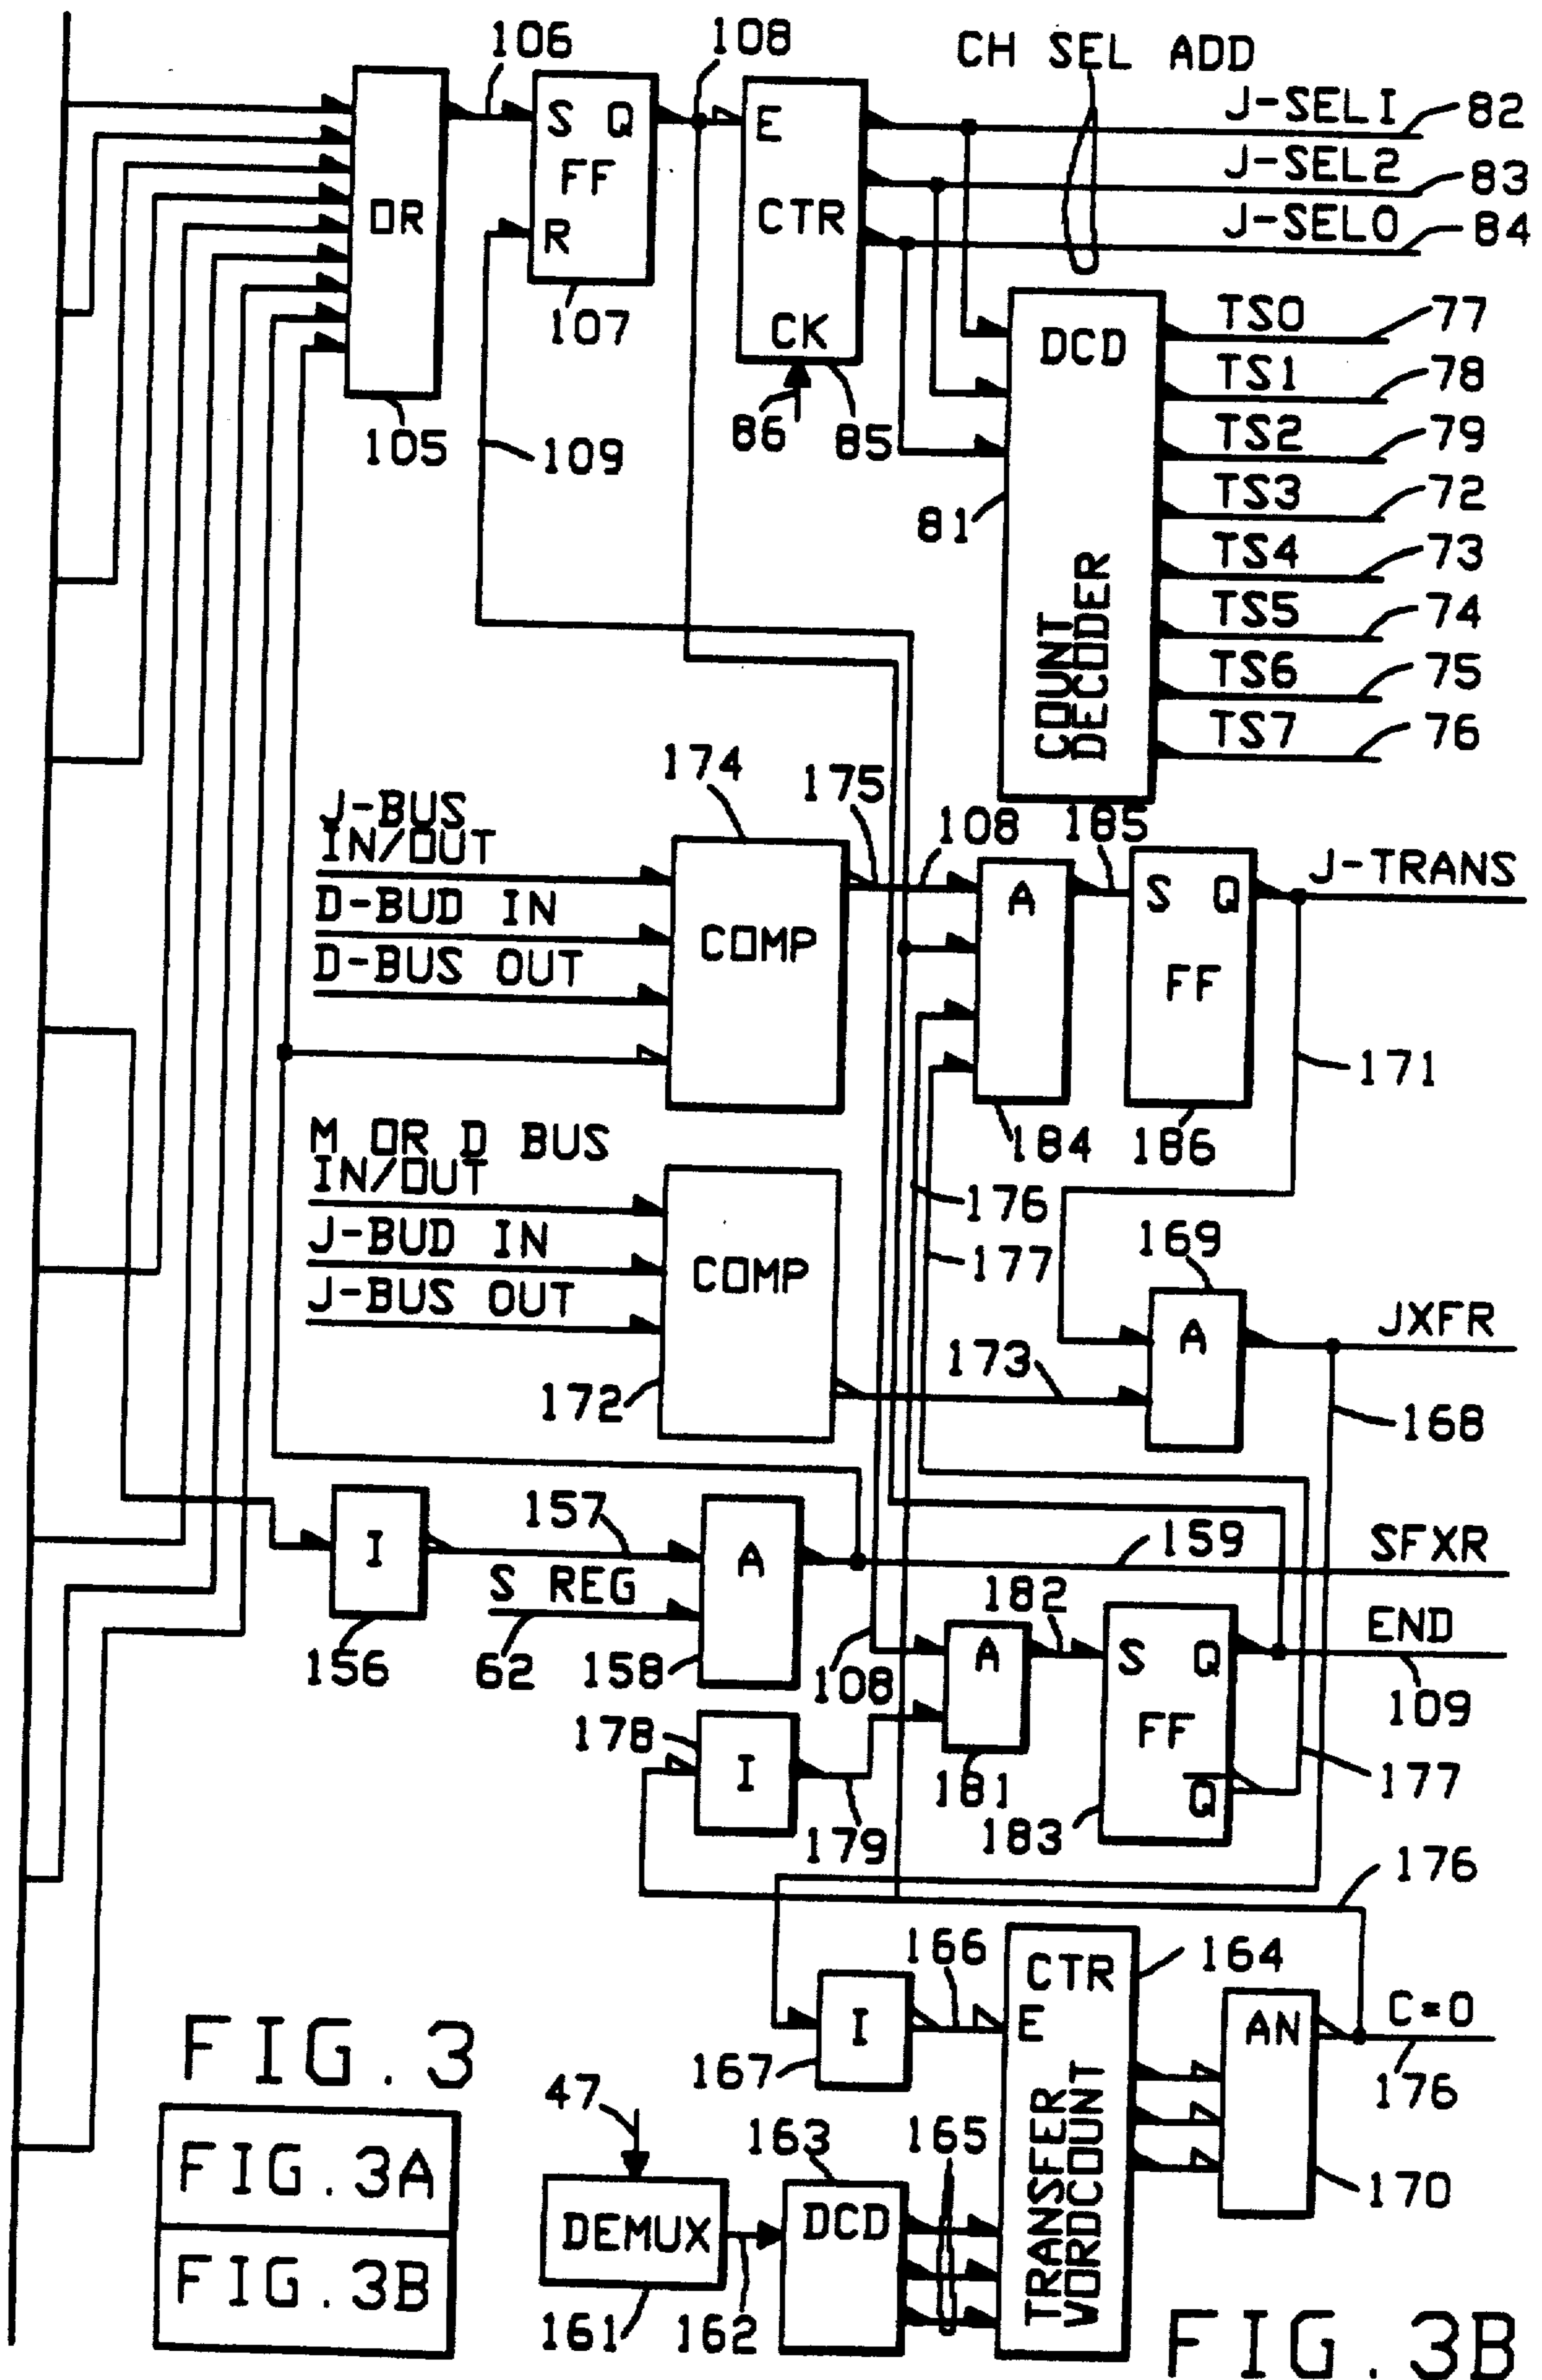 106
108
CH SEL ADD
J-SEL1 82
J-SEL2 83
J-SEL0 84
OR
S Q
FF
R
E
CTR
CK
105
107
109
86
85
DCD
COUNT
DECODER
81
TS0 77
TS1 78
TS2 79
TS3 72
TS4 73
TS5 74
TS6 75
TS7 76
174
175
108
185
J-BUS
IN/OUT
D-BUD IN
D-BUS OUT
COMP
A
S Q
FF
J-TRANS
171
184
186
M OR D BUS
IN/OUT
J-BUD IN
J-BUS OUT
COMP
172
176
177
169
173
A
JXFR
168
I
156
157
S REG
62
A
158
159
SFXR
108
A
182
181
S Q
FF
Q
183
END
109
178
I
179
177
176
166
I
167
CTR
E
TRANSFER
WORDCOUNT
164
AN
C=0
176
170
47
DEMUX
161
162
163
DCD
165
FIG. 3
FIG. 3A
FIG. 3B
FIG. 3B